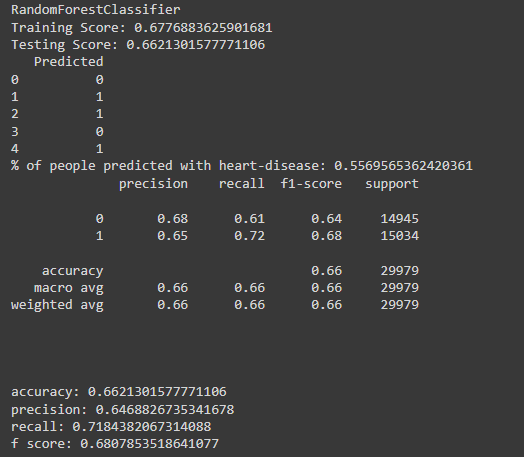 RandomForestClassifier
Training Score: 0.6776883625901681
Testing Score: 0.6621301577771106
Predicted
0 0
1 1
2 1
3 0
4 1
% of people predicted with heart-disease: 0.5569565362420361
precision recall f1-score support
0 0.68 0.61 0.64 14945
1 0.65 0.72 0.68 15034
accuracy 0.66 29979
macro avg 0.66 0.66 0.66 29979
weighted avg 0.66 0.66 0.66 29979
accuracy: 0.6621301577771106
precision: 0.6468826735341678
recall: 0.7184382067314088
f score: 0.6807853518641077